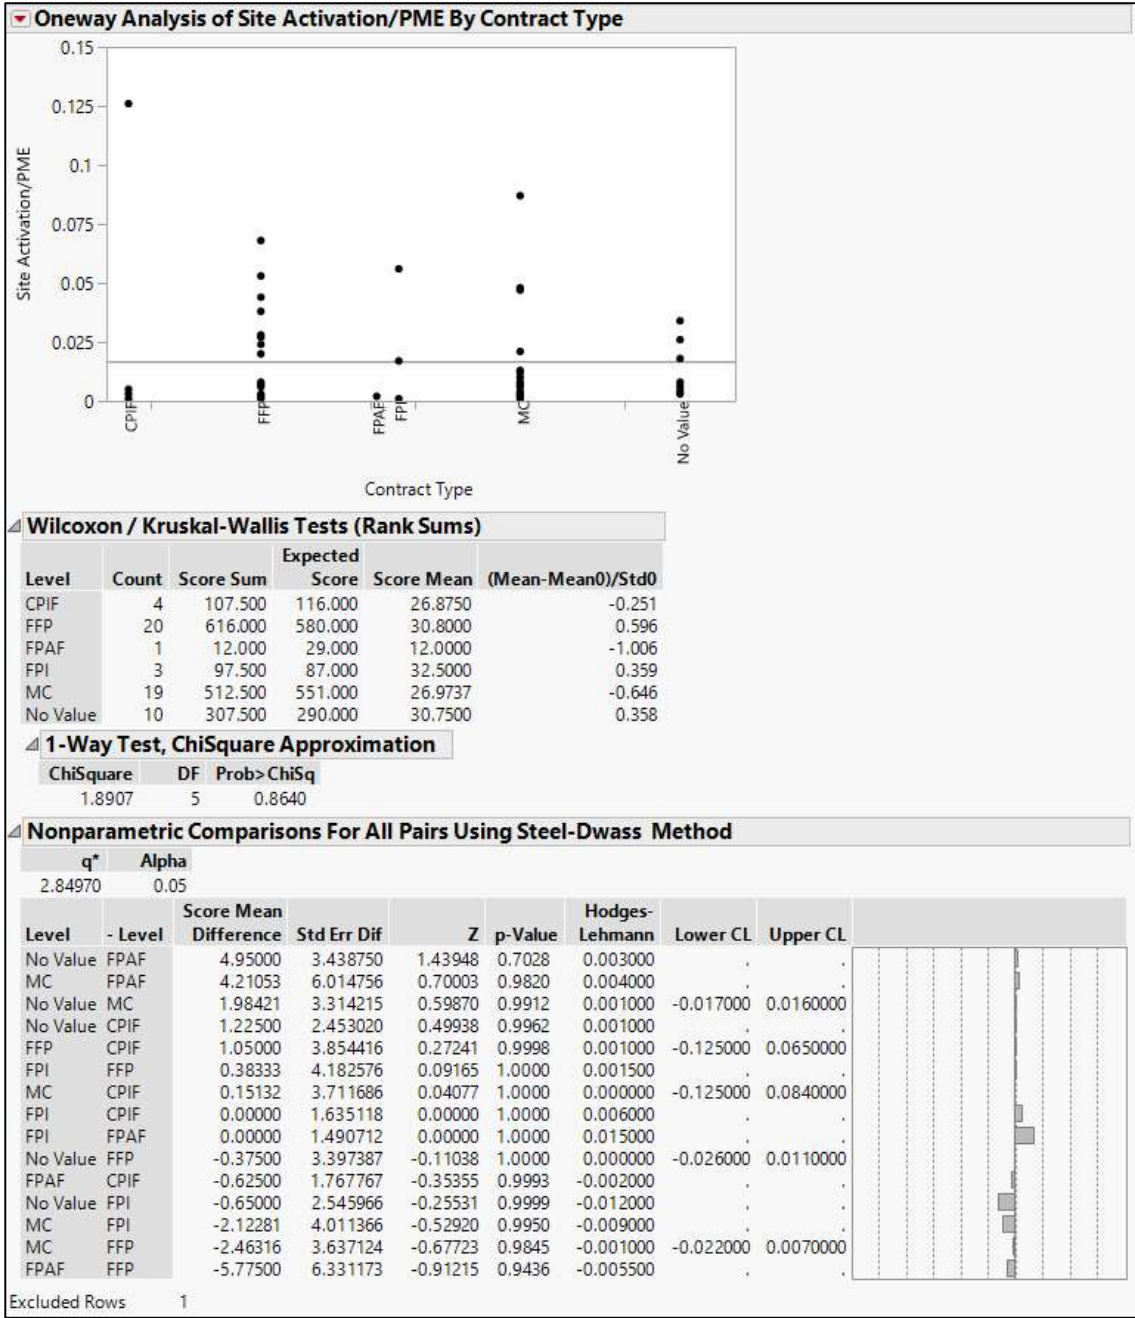 Oneway Analysis of Site Activation/PME By Contract Type
0.15
0.125
0.1
0.075
0.05
0.025
0
Site Activation/PME
CPIF
FFP
FPAF
FPI
MC
No Value
Contract Type
Wilcoxon / Kruskal-Wallis Tests (Rank Sums)
Expected
Level Count Score Sum Score Score Mean (Mean-Mean0)/Std0
CPIF 4 107.500 116.000 26.8750 -0.251
FFP 20 616.000 580.000 30.8000 0.596
FPAF 1 12.000 29.000 12.0000 -1.006
FPI 3 97.500 87.000 32.5000 0.359
MC 19 512.500 551.000 26.9737 -0.646
No Value 10 307.500 290.000 30.7500 0.358
1-Way Test, ChiSquare Approximation
ChiSquare DF Prob>ChiSq
1.8907 5 0.8640
Nonparametric Comparisons For All Pairs Using Steel-Dwass Method
q* Alpha
2.84970 0.05
Score Mean Hodges-
Level - Level Difference Std Err Dif Z p-Value Lehmann Lower CL Upper CL
No Value FPAF 4.95000 3.438750 1.43948 0.7028 0.003000 . .
MC FPAF 4.21053 6.014756 0.70003 0.9820 0.004000 . .
No Value MC 1.98421 3.314215 0.59870 0.9912 0.001000 -0.017000 0.0160000
No Value CPIF 1.22500 2.453020 0.49938 0.9962 0.001000 . .
FFP CPIF 1.05000 3.854416 0.27241 0.9998 0.001000 -0.125000 0.0650000
FPI FFP 0.38333 4.182576 0.09165 1.0000 0.001500 . .
MC CPIF 0.15132 3.711686 0.04077 1.0000 0.000000 -0.125000 0.0840000
FPI CPIF 0.00000 1.635118 0.00000 1.0000 0.006000 . .
FPI FPAF 0.00000 1.490712 0.00000 1.0000 0.015000 . .
No Value FFP -0.37500 3.397387 -0.11038 1.0000 0.000000 -0.026000 0.0110000
FPAF CPIF -0.62500 1.767767 -0.35355 0.9993 -0.002000 . .
No Value FPI -0.65000 2.545966 -0.25531 0.9999 -0.012000 . .
MC FPI -2.12281 4.011366 -0.52920 0.9950 -0.009000 . .
MC FFP -2.46316 3.637124 -0.67723 0.9845 -0.001000 -0.022000 0.0070000
FPAF FFP -5.77500 6.331173 -0.91215 0.9436 -0.005500 . .
Excluded Rows 1